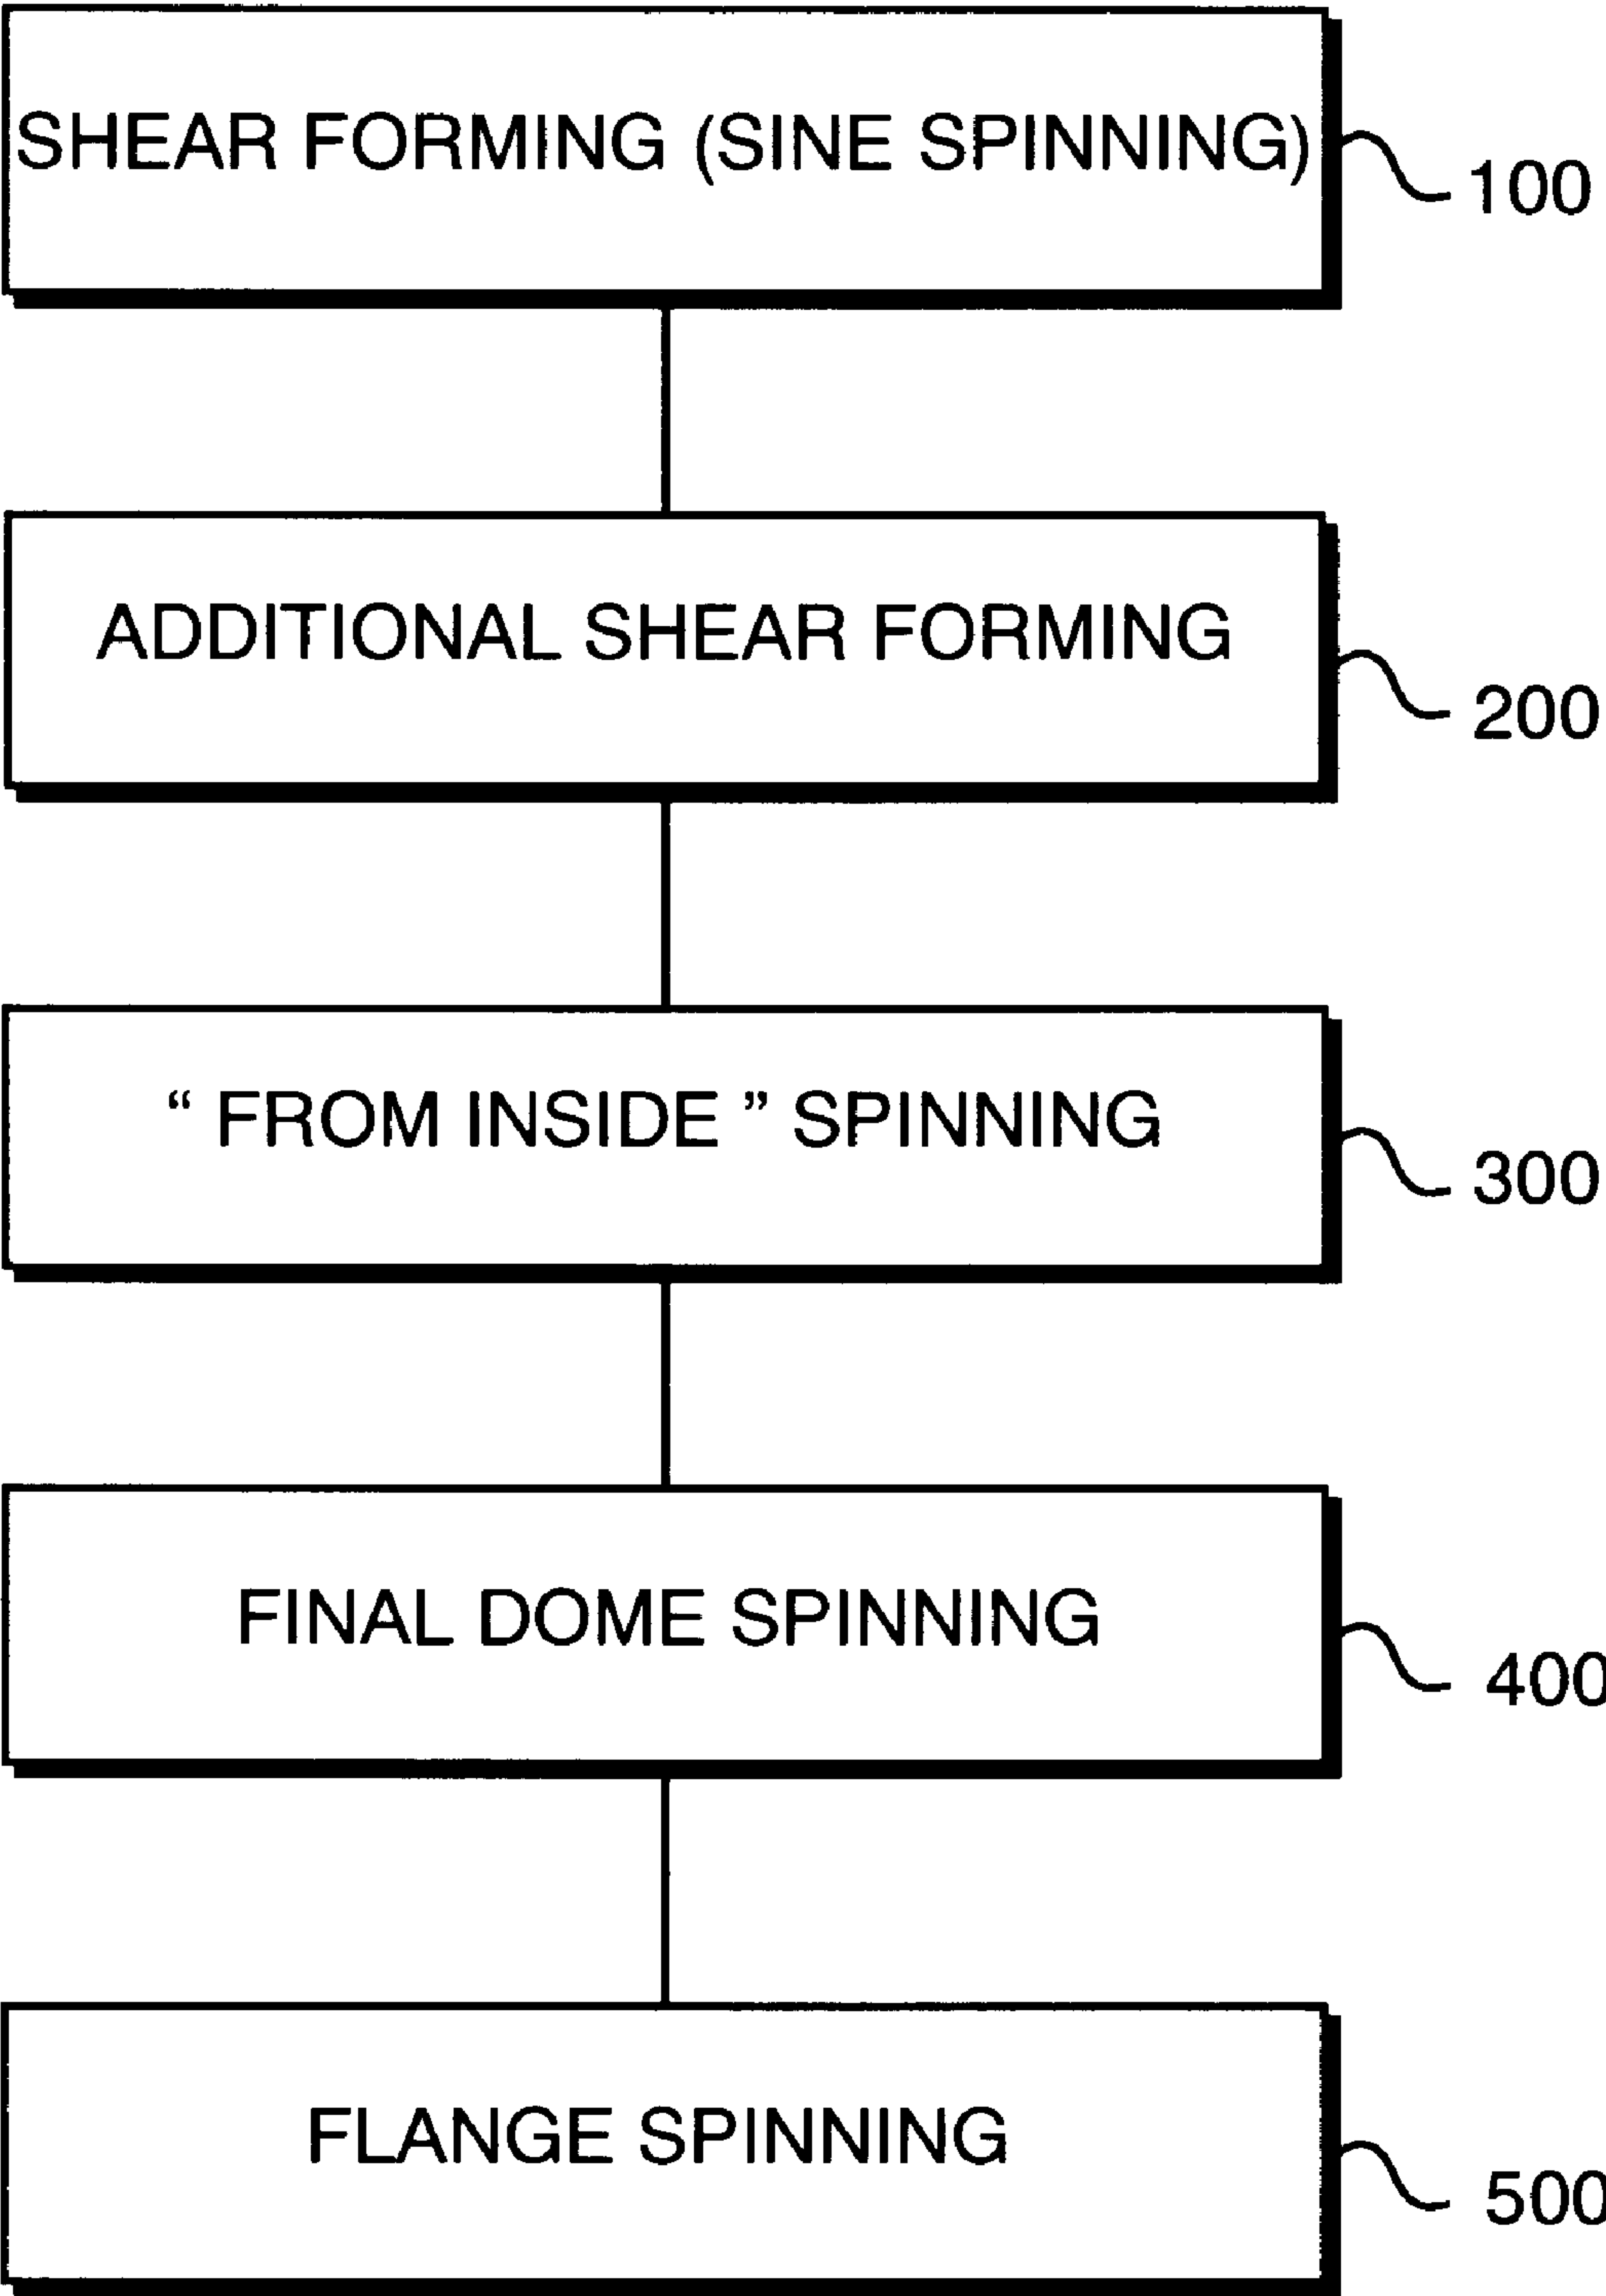 SHEAR FORMING (SINE SPINNING)
100
ADDITIONAL SHEAR FORMING
200
“ FROM INSIDE ” SPINNING
300
FINAL DOME SPINNING
400
FLANGE SPINNING
500